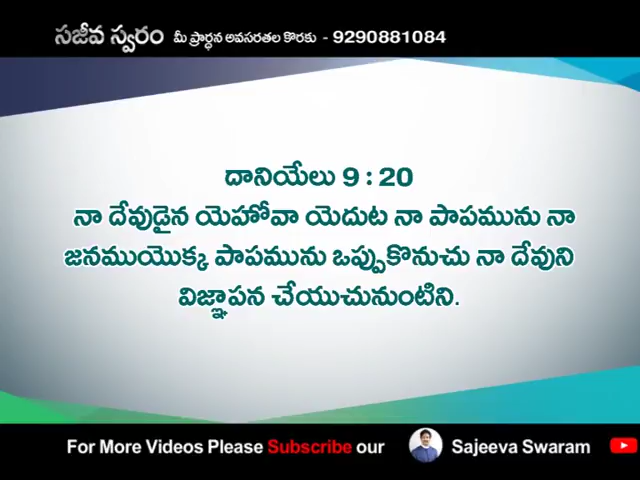 సజీవ స్వరం మీ ప్రార్ధన అవసరతల కొరకు - 9290881084
దానియేలు 9 : 20
నా దేవుడైన యెహోవా యెదుట నా పాపమును నా
జనముయొక్క పాపమును ఒప్పుకొనుచు నా దేవుని
విజ్ఞాపన చేయుచునుంటిని.
For More Videos Please Subscribe our Sajeeva Swaram